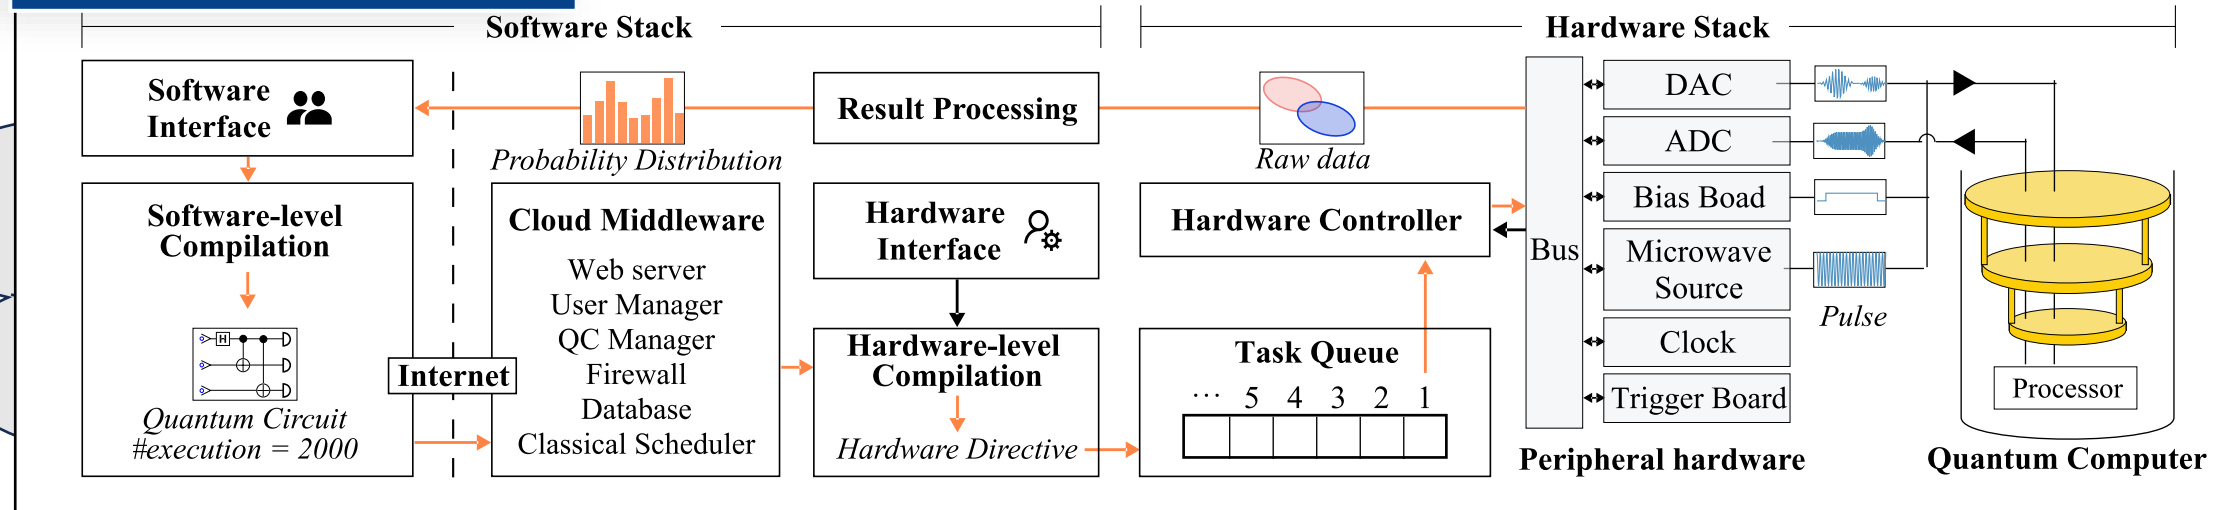 Software Stack
Hardware Stack
Software
Interface
Probability Distribution
Result Processing
Raw data
Software-level
Compilation
H
Quantum Circuit
#execution = 2000
Internet
Cloud Middleware
Web server
User Manager
QC Manager
Firewall
Database
Classical Scheduler
Hardware
Interface
Hardware-level
Compilation
Hardware Directive
Hardware Controller
Task Queue
... 5 4 3 2 1
Bus
DAC
ADC
Bias Boad
Microwave
Source
Clock
Trigger Board
Peripheral hardware
Pulse
Processor
Quantum Computer